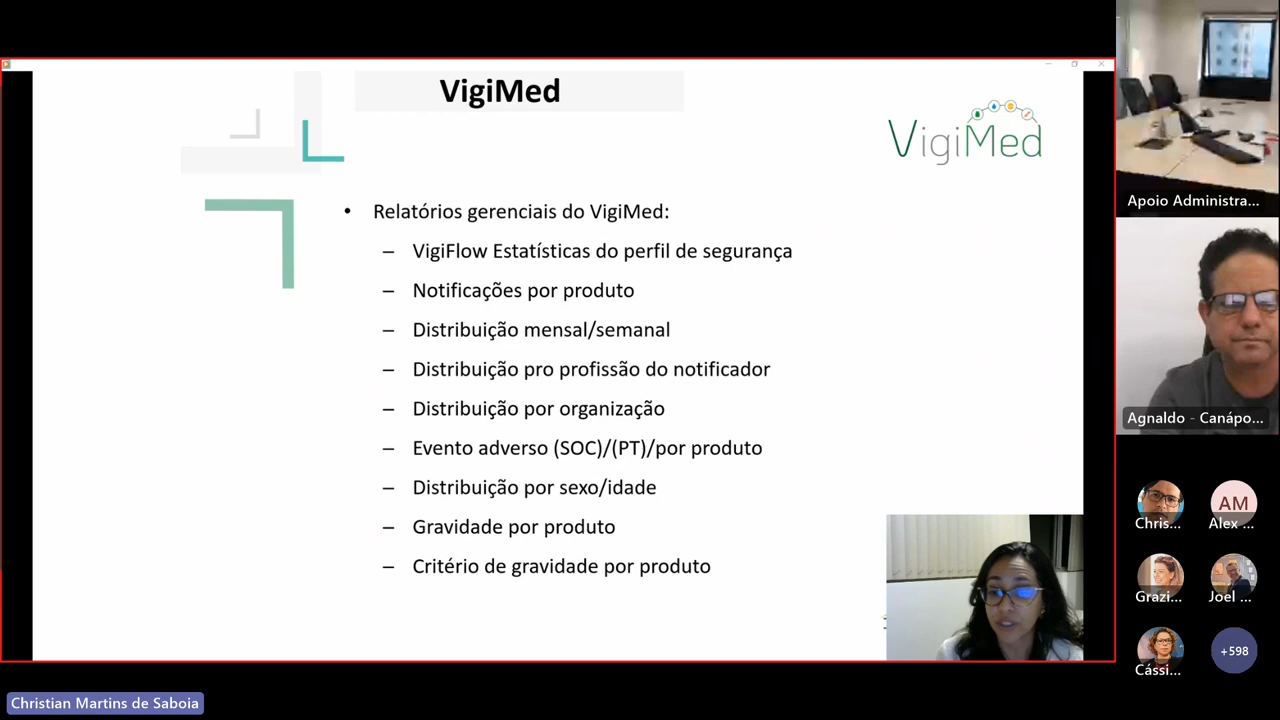 VigiMed
VigiMed
• Relatórios gerenciais do VigiMed:
– VigiFlow Estatísticas do perfil de segurança
– Notificações por produto
– Distribuição mensal/semanal
– Distribuição pro profissão do notificador
– Distribuição por organização
– Evento adverso (SOC)/(PT)/por produto
– Distribuição por sexo/idade
– Gravidade por produto
– Critério de gravidade por produto
Apoio Administra...
Agnaldo - Canápo...
AM
Chris...
Alex ...
Grazi...
Joel ...
Cássi...
+598
Christian Martins de Saboia